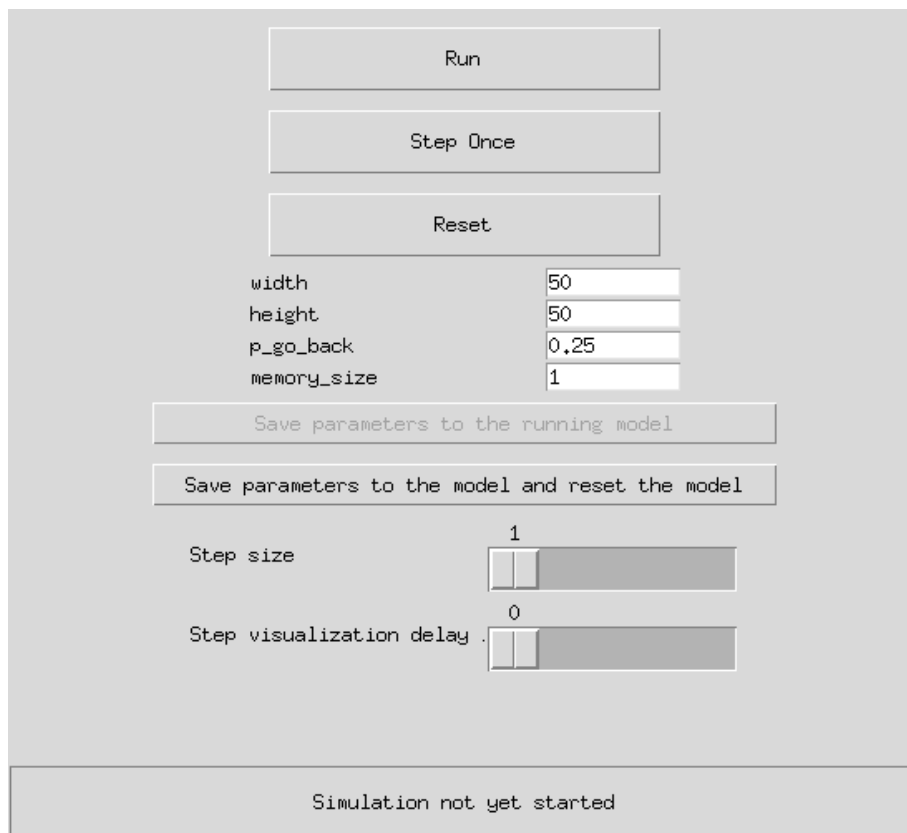 Run
Step Once
Reset
width 50
height 50
p_go_back 0.25
memory_size 1
Save parameters to the running model
Save parameters to the model and reset the model
1
Step size
0
Step visualization delay .
Simulation not yet started